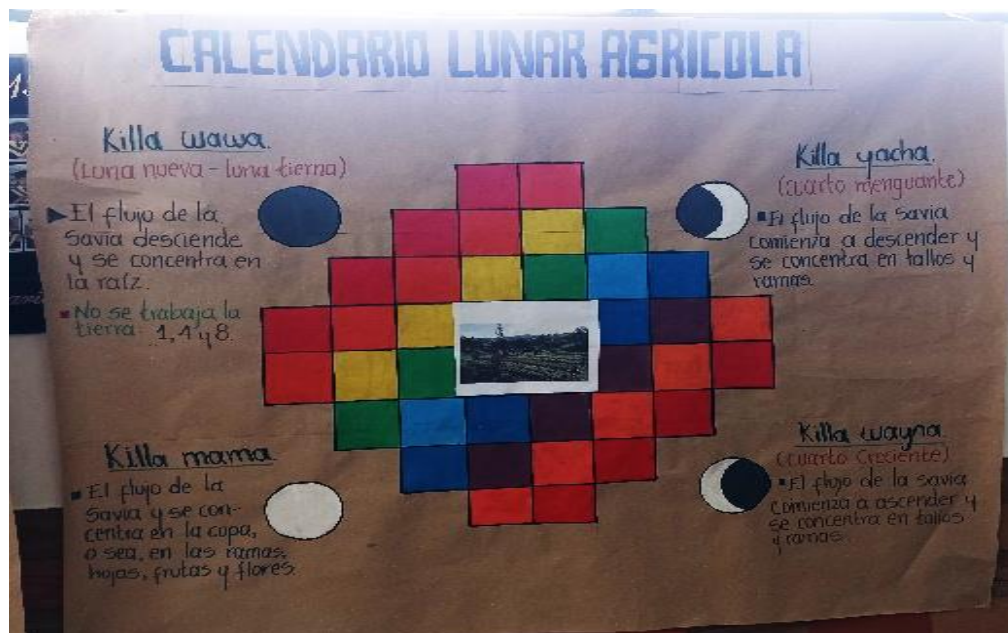 CALENDARIO LUNAR AGRICOLA
Killa wawa.
(Luna nueva - luna tierna)
El flujo de la
savia desciende
y se concentra en
la raíz.
No se trabaja la
tierra 1, 4 y 8.
Killa yacha.
(cuarto menguante)
El flujo de la savia
comienza a descender y
se concentra en tallos y
ramas
Killa mama
El flujo de la
savia y se con-
centra en la copa,
o sea, en las ramas,
hojas, frutas y flores.
Killa wayna
(cuarto Creciente)
El flujo de la savia
comienza a ascender y
se concentra en tallos
y ramas.